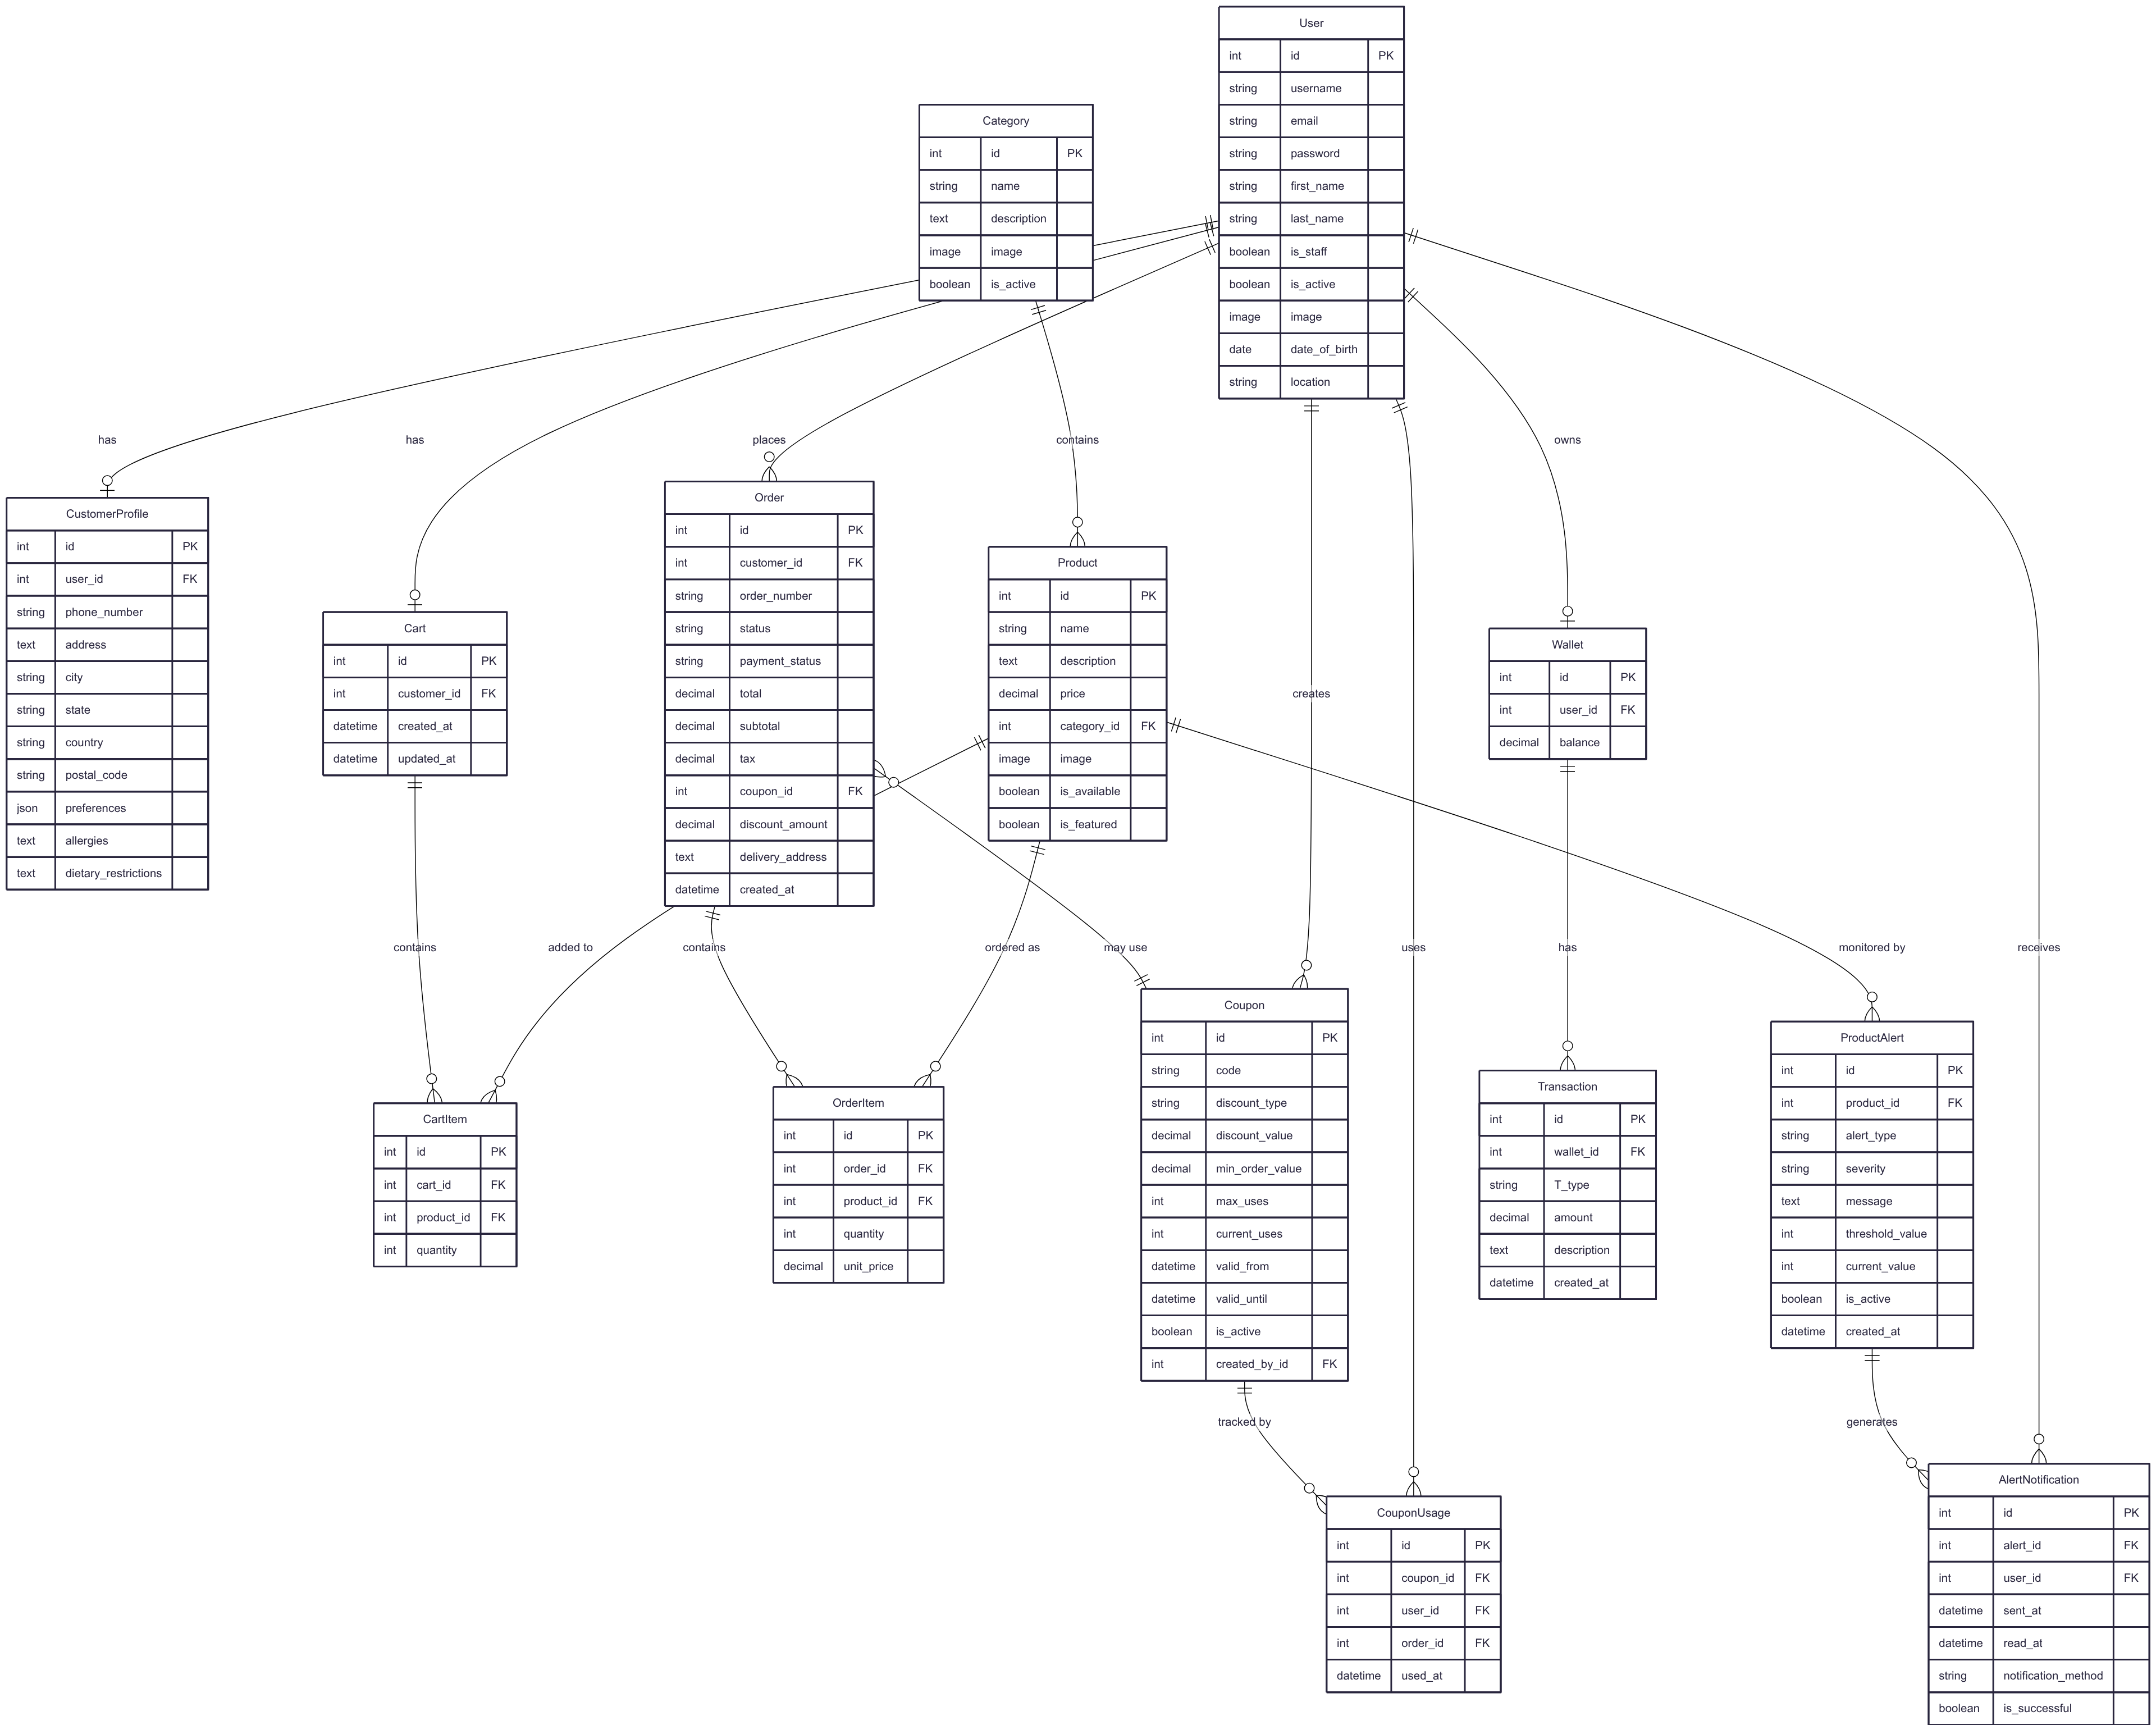 User
int id PK
string username
string email
string password
string first_name
string last_name
boolean is_staff
boolean is_active
image image
date date_of_birth
string location
Category
int id PK
string name
text description
image image
boolean is_active
has
has
places
contains
owns
CustomerProfile
int id PK
int user_id FK
string phone_number
text address
string city
string state
string country
string postal_code
json preferences
text allergies
text dietary_restrictions
Cart
int id PK
int customer_id FK
datetime created_at
datetime updated_at
Order
int id PK
int customer_id FK
string order_number
string status
string payment_status
decimal total
decimal subtotal
decimal tax
int coupon_id FK
decimal discount_amount
text delivery_address
datetime created_at
Product
int id PK
string name
text description
decimal price
int category_id FK
image image
boolean is_available
boolean is_featured
creates
Wallet
int id PK
int user_id FK
decimal balance
contains
added to
contains
ordered as
may use
uses
has
monitored by
receives
CartItem
int id PK
int cart_id FK
int product_id FK
int quantity
OrderItem
int id PK
int order_id FK
int product_id FK
int quantity
decimal unit_price
Coupon
int id PK
string code
string discount_type
decimal discount_value
decimal min_order_value
int max_uses
int current_uses
datetime valid_from
datetime valid_until
boolean is_active
int created_by_id FK
Transaction
int id PK
int wallet_id FK
string T_type
decimal amount
text description
datetime created_at
ProductAlert
int id PK
int product_id FK
string alert_type
string severity
text message
int threshold_value
int current_value
boolean is_active
datetime created_at
tracked by
generates
CouponUsage
int id PK
int coupon_id FK
int user_id FK
int order_id FK
datetime used_at
AlertNotification
int id PK
int alert_id FK
int user_id FK
datetime sent_at
datetime read_at
string notification_method
boolean is_successful